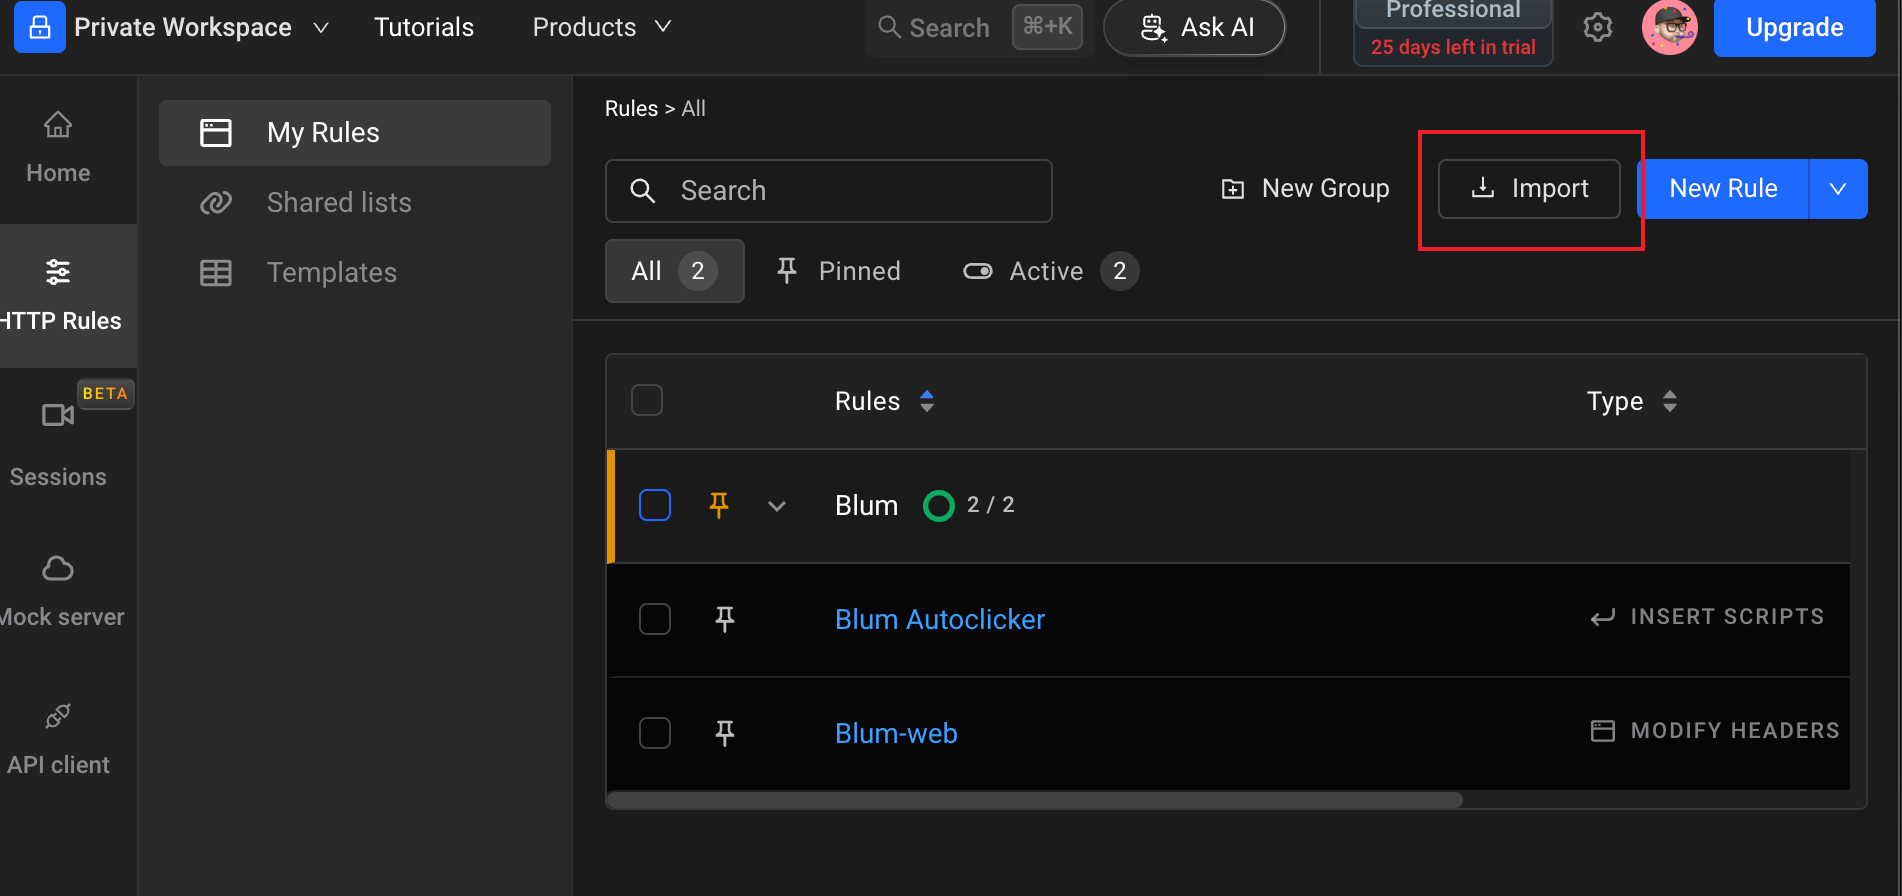 Private Workspace
Tutorials
Products
Search
⌘+K
Ask AI
Professional
25 days left in trial
Upgrade
Home
HTTP Rules
BETA
Sessions
Mock server
API client
My Rules
Shared lists
Templates
Rules > All
Search
New Group
Import
New Rule
All 2
Pinned
Active 2
Rules
Type
Blum 2 / 2
Blum Autoclicker
INSERT SCRIPTS
Blum-web
MODIFY HEADERS